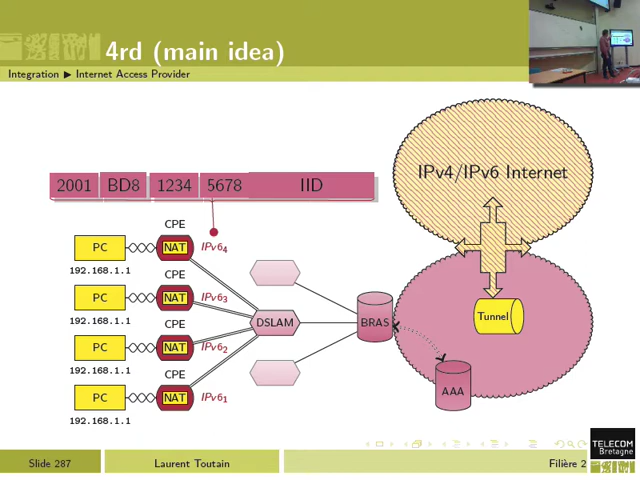 4rd (main idea)
Integration ▶ Internet Access Provider
IPv4/IPv6 Internet
2001 BD8 1234 5678 IID
CPE
PC NAT IPv6₄
192.168.1.1
CPE
PC NAT IPv6₃
192.168.1.1
CPE
PC NAT IPv6₂
192.168.1.1
CPE
PC NAT IPv6₁
192.168.1.1
DSLAM
BRAS
Tunnel
AAA
TELECOM
Bretagne
Slide 287 Laurent Toutain Filière 2